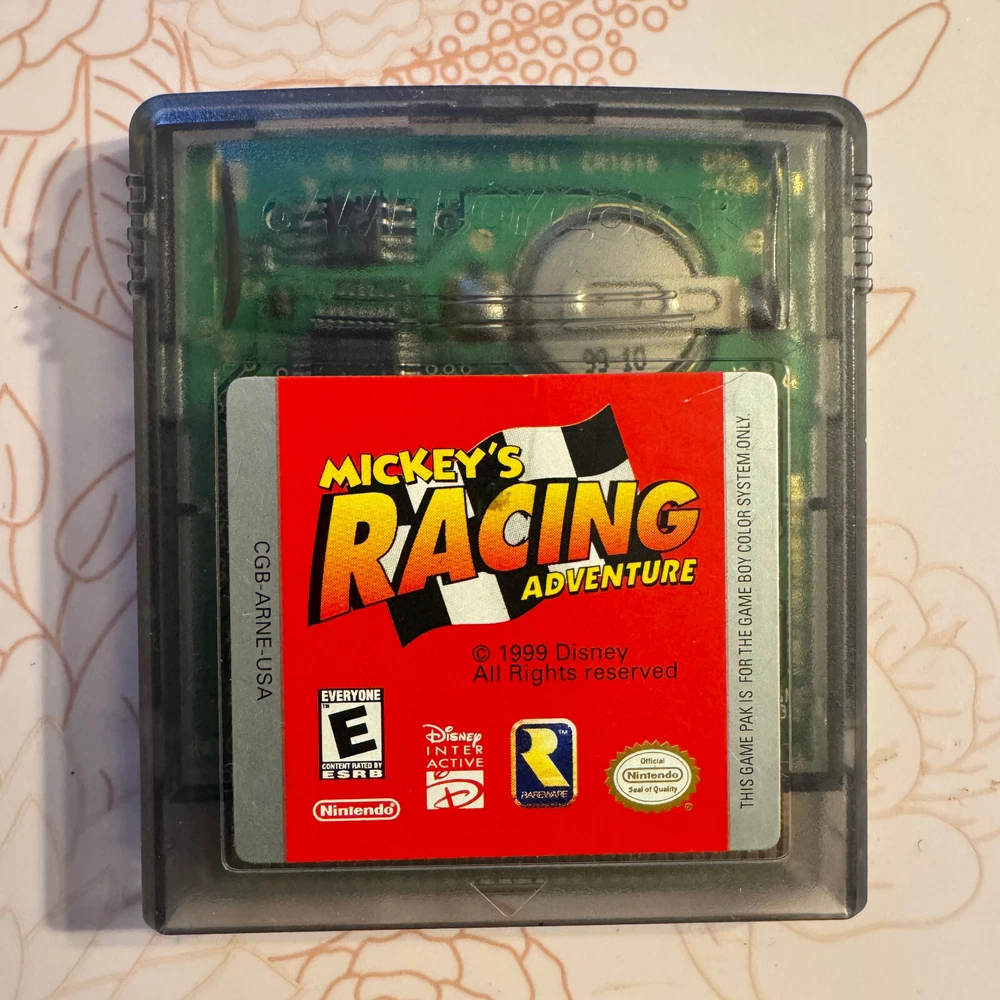 GAME BOY COLOR
99-10
MICKEY'S
RACING
ADVENTURE
© 1999 Disney
All Rights reserved
CGB-ARNE-USA
THIS GAME PAK IS FOR THE GAME BOY COLOR SYSTEM ONLY.
EVERYONE
E
CONTENT RATED BY
ESRB
Nintendo
Disney
INTER
ACTIVE
D
R
RAREWARE
Official
Nintendo
Seal of Quality